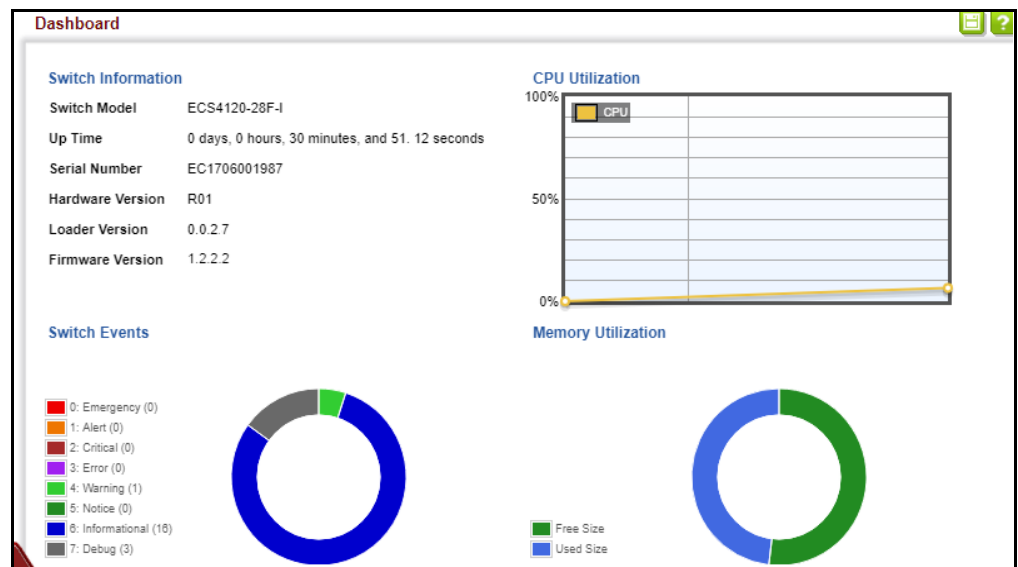 Dashboard
?
Switch Information
Switch Model ECS4120-28F-I
Up Time 0 days, 0 hours, 30 minutes, and 51. 12 seconds
Serial Number EC1706001987
Hardware Version R01
Loader Version 0.0.2.7
Firmware Version 1.2.2.2
CPU Utilization
100%
CPU
50%
0%
Switch Events
0: Emergency (0)
1: Alert (0)
2: Critical (0)
3: Error (0)
4: Warning (1)
5: Notice (0)
6: Informational (16)
7: Debug (3)
Memory Utilization
Free Size
Used Size